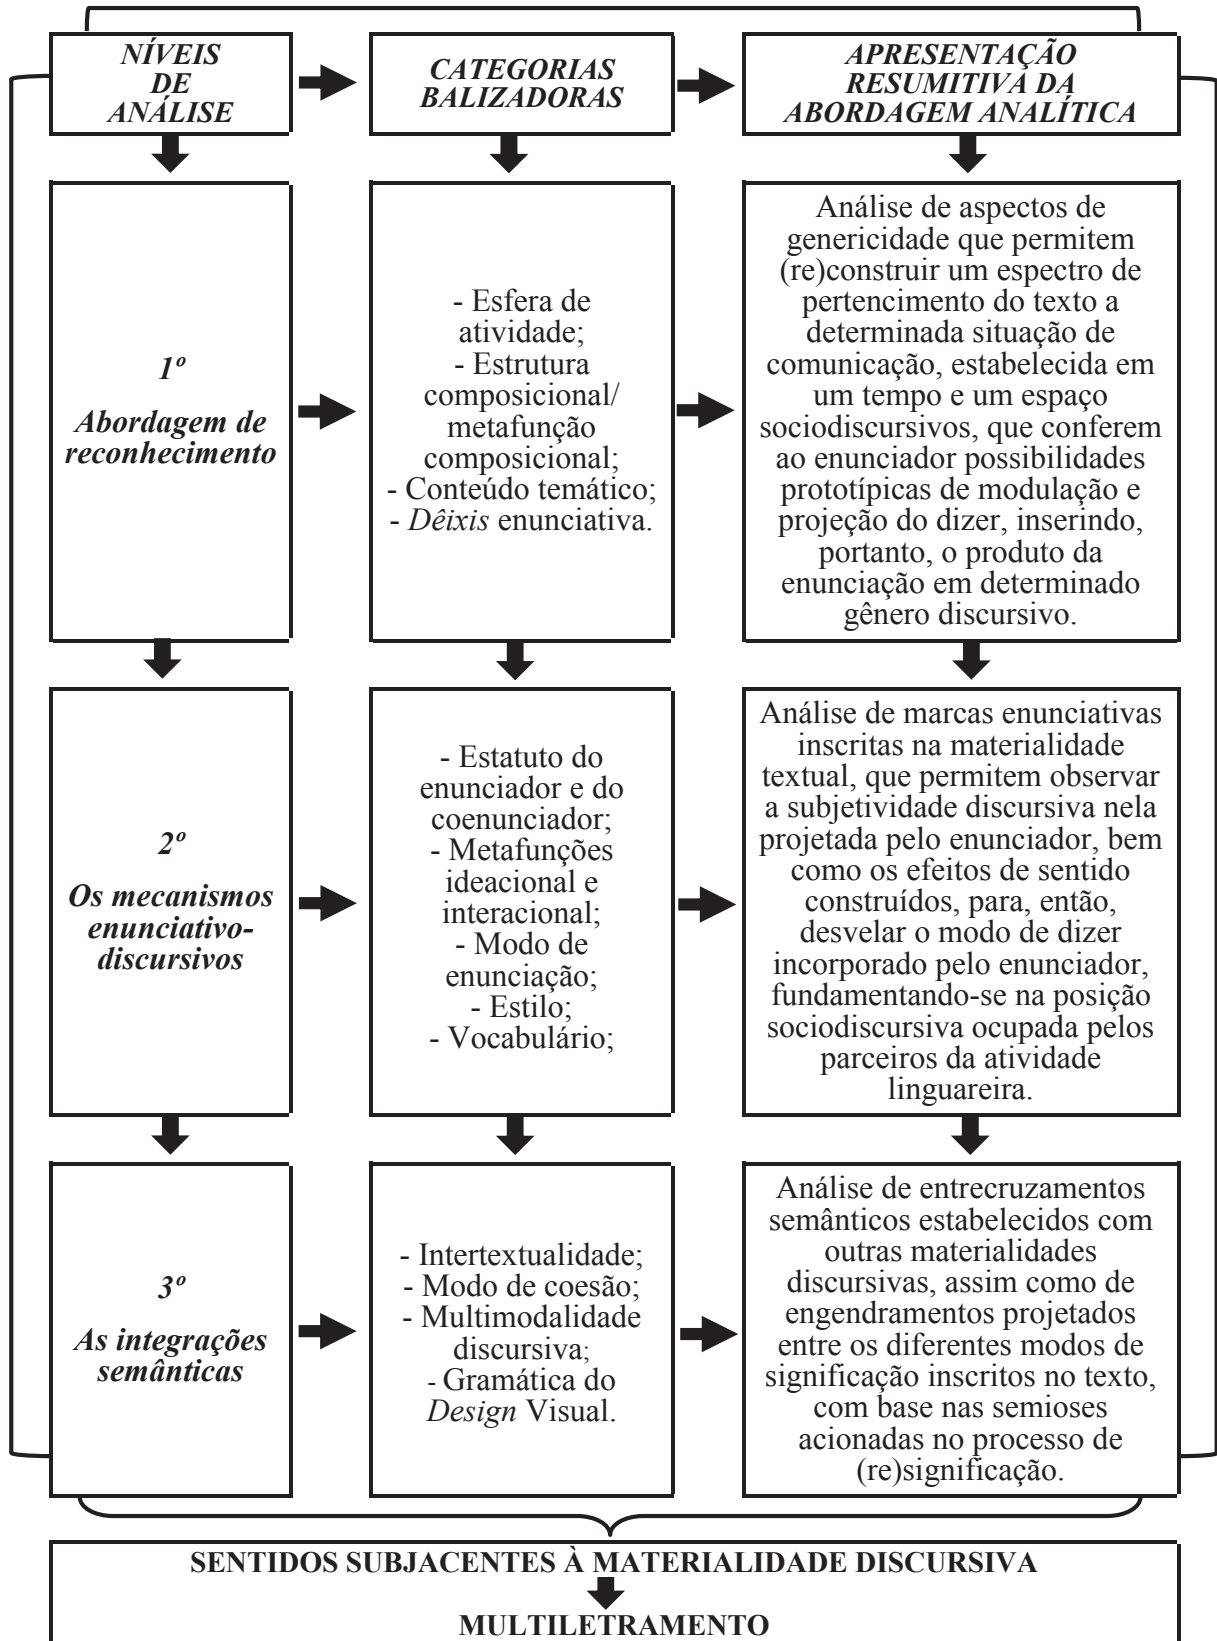 NÍVEIS
DE
ANÁLISE
CATEGORIAS
BALIZADORAS
APRESENTAÇÃO
RESUMITIVA DA
ABORDAGEM ANALÍTICA
1º
Abordagem de
reconhecimento
- Esfera de
atividade;
- Estrutura
composicional/
metafunção
composicional;
- Conteúdo temático;
- Dêixis enunciativa.
Análise de aspectos de
genericidade que permitem
(re)construir um espectro de
pertencimento do texto a
determinada situação de
comunicação, estabelecida em
um tempo e um espaço
sociodiscursivos, que conferem
ao enunciador possibilidades
prototípicas de modulação e
projeção do dizer, inserindo,
portanto, o produto da
enunciação em determinado
gênero discursivo.
2º
Os mecanismos
enunciativo-
discursivos
- Estatuto do
enunciador e do
coenunciador;
- Metafunções
ideacional e
interacional;
- Modo de
enunciação;
- Estilo;
- Vocabulário;
Análise de marcas enunciativas
inscritas na materialidade
textual, que permitem observar
a subjetividade discursiva nela
projetada pelo enunciador, bem
como os efeitos de sentido
construídos, para, então,
desvelar o modo de dizer
incorporado pelo enunciador,
fundamentando-se na posição
sociodiscursiva ocupada pelos
parceiros da atividade
linguareira.
3º
As integrações
semânticas
- Intertextualidade;
- Modo de coesão;
- Multimodalidade
discursiva;
- Gramática do
Design Visual.
Análise de entrecruzamentos
semânticos estabelecidos com
outras materialidades
discursivas, assim como de
engendramentos projetados
entre os diferentes modos de
significação inscritos no texto,
com base nas semioses
acionadas no processo de
(re)significação.
SENTIDOS SUBJACENTES À MATERIALIDADE DISCURSIVA
MULTILETRAMENTO